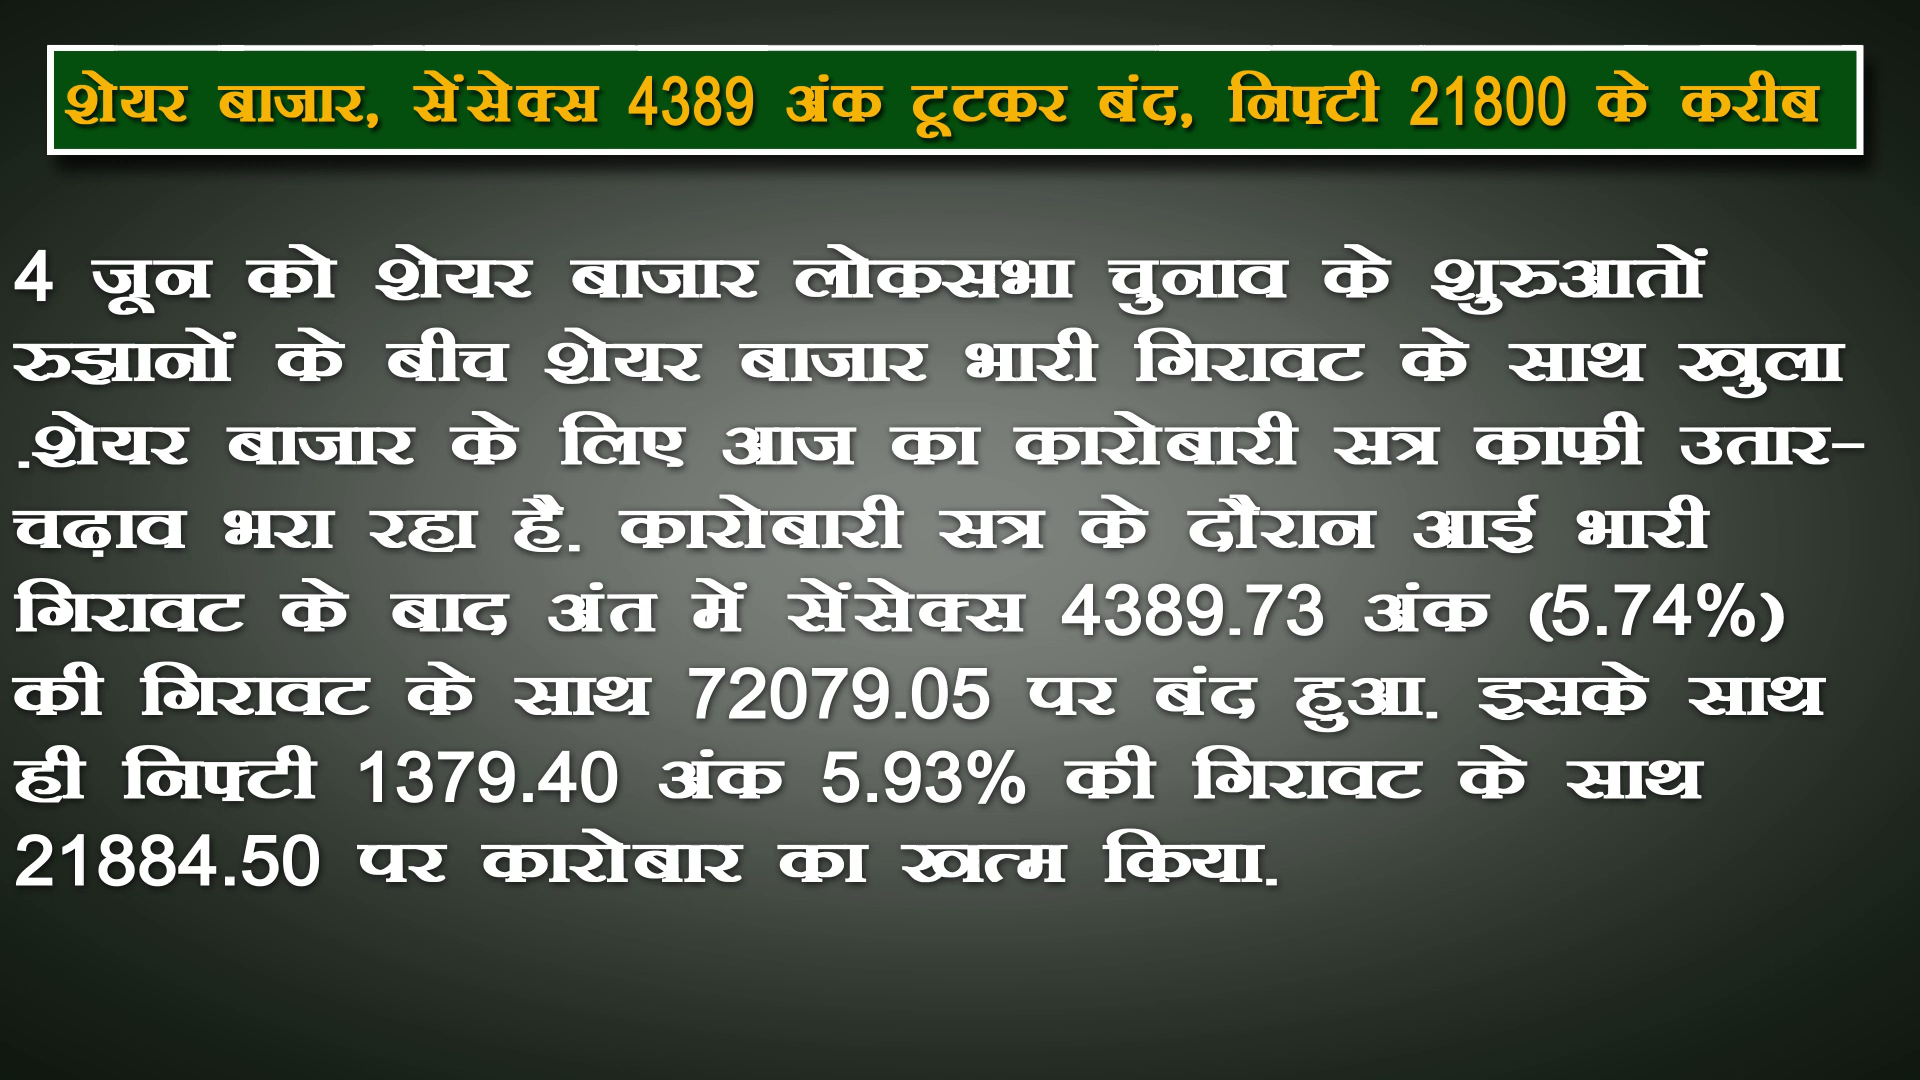 शेयर बाजार, सेंसेक्स 4389 अंक टूटकर बंद, निफ्टी 21800 के करीब
4 जून को शेयर बाजार लोकसभा चुनाव के शुरुआतों
रुझानों के बीच शेयर बाजार भारी गिरावट के साथ खुला
.शेयर बाजार के लिए आज का कारोबारी सत्र काफी उतार-
चढ़ाव भरा रहा है. कारोबारी सत्र के दौरान आई भारी
गिरावट के बाद अंत में सेंसेक्स 4389.73 अंक (5.74%)
की गिरावट के साथ 72079.05 पर बंद हुआ. इसके साथ
ही निफ्टी 1379.40 अंक 5.93% की गिरावट के साथ
21884.50 पर कारोबार का खत्म किया.